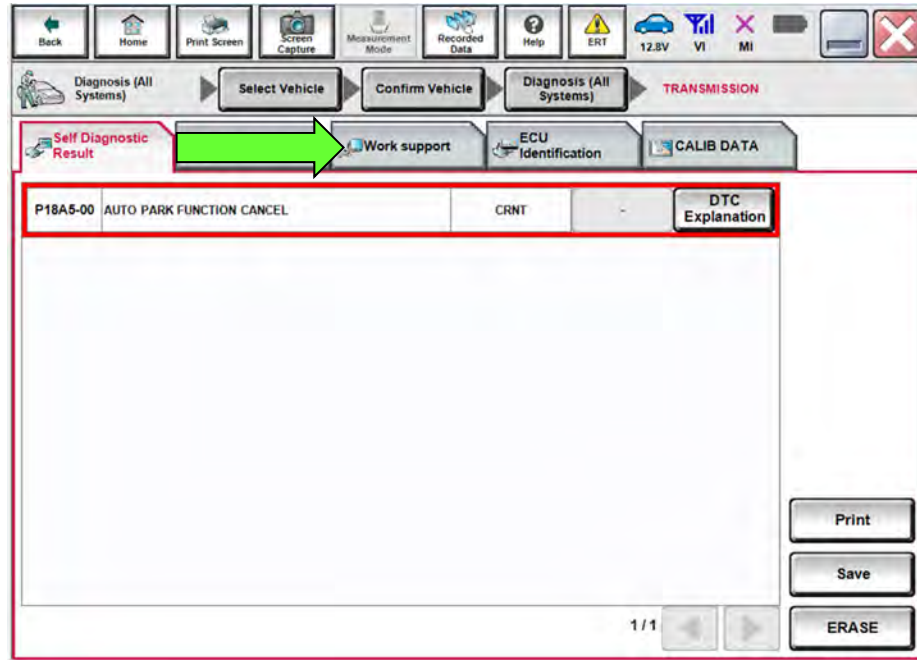 Back
Home
Print Screen
Screen
Capture
Measurement
Mode
Recorded
Data
Help
ERT
12.8V
VI
MI
Diagnosis (All
Systems)
Select Vehicle
Confirm Vehicle
Diagnosis (All
Systems)
TRANSMISSION
Self Diagnostic
Result
Work support
ECU
Identification
CALIB DATA
P18A5-00 AUTO PARK FUNCTION CANCEL CRNT -
DTC
Explanation
Print
Save
1/1
ERASE